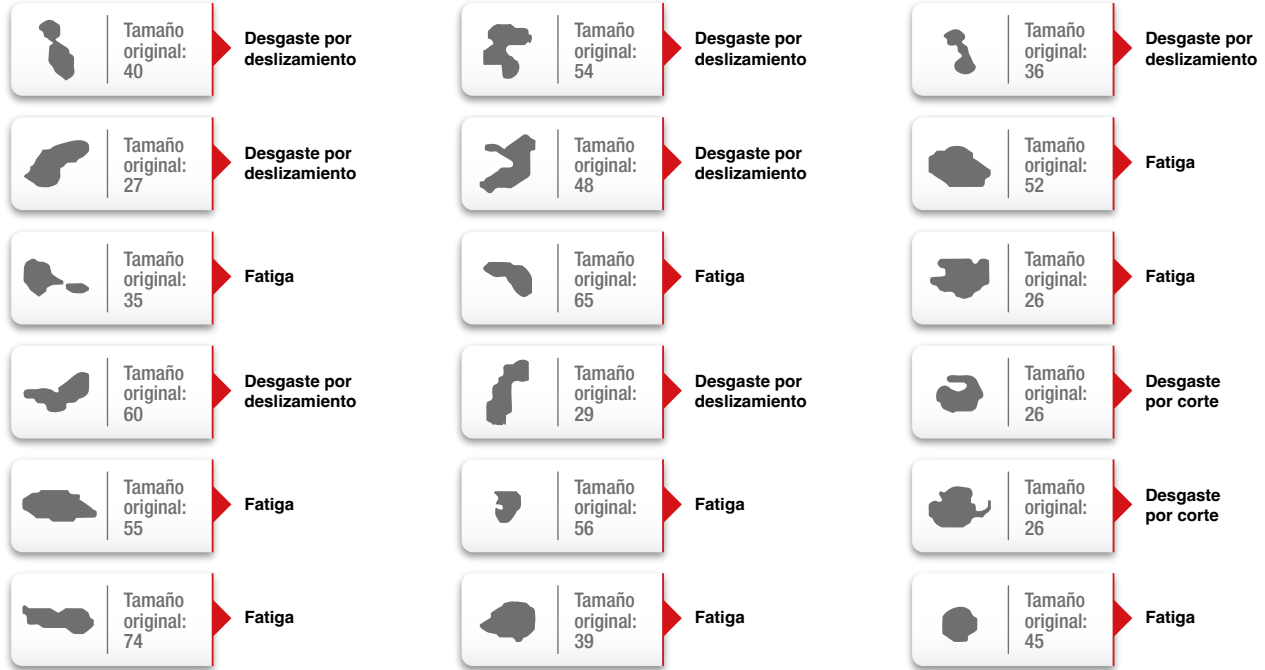 Tamaño
original:
40
Desgaste por
deslizamiento
Tamaño
original:
54
Desgaste por
deslizamiento
Tamaño
original:
36
Desgaste por
deslizamiento
Tamaño
original:
27
Desgaste por
deslizamiento
Tamaño
original:
48
Desgaste por
deslizamiento
Tamaño
original:
52
Fatiga
Tamaño
original:
35
Fatiga
Tamaño
original:
65
Fatiga
Tamaño
original:
26
Fatiga
Tamaño
original:
60
Desgaste por
deslizamiento
Tamaño
original:
29
Desgaste por
deslizamiento
Tamaño
original:
26
Desgaste
por corte
Tamaño
original:
55
Fatiga
Tamaño
original:
56
Fatiga
Tamaño
original:
26
Desgaste
por corte
Tamaño
original:
74
Fatiga
Tamaño
original:
39
Fatiga
Tamaño
original:
45
Fatiga